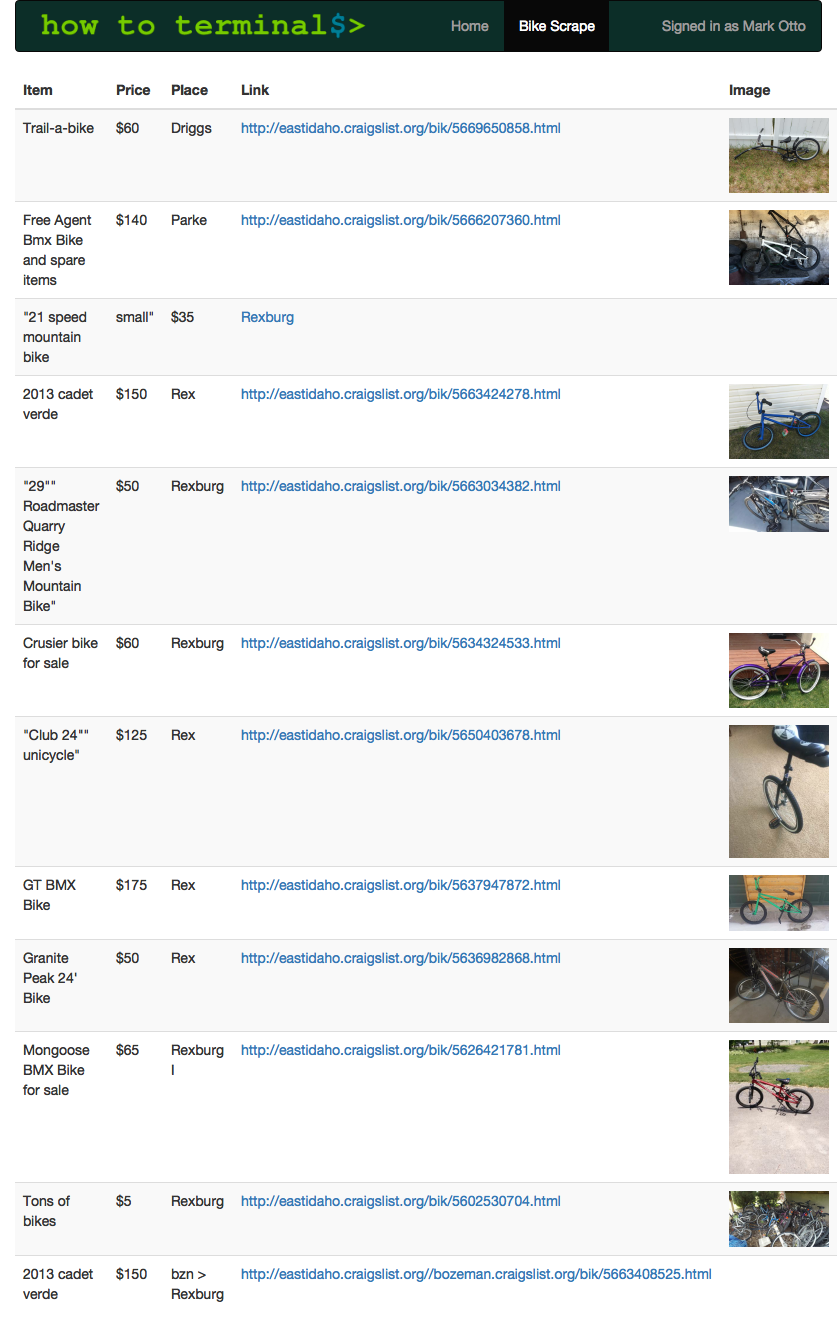 how to terminal$>
Home
Bike Scrape
Signed in as Mark Otto
Item Price Place Link Image
Trail-a-bike $60 Driggs http://eastidaho.craigslist.org/bik/5669650858.html
Free Agent $140 Parke http://eastidaho.craigslist.org/bik/5666207360.html
Bmx Bike
and spare
items
"21 speed small" $35 Rexburg
mountain
bike
2013 cadet $150 Rex http://eastidaho.craigslist.org/bik/5663424278.html
verde
"29"" $50 Rexburg http://eastidaho.craigslist.org/bik/5663034382.html
Roadmaster
Quarry
Ridge
Men's
Mountain
Bike"
Crusier bike $60 Rexburg http://eastidaho.craigslist.org/bik/5634324533.html
for sale
"Club 24"" $125 Rex http://eastidaho.craigslist.org/bik/5650403678.html
unicycle"
GT BMX $175 Rex http://eastidaho.craigslist.org/bik/5637947872.html
Bike
Granite $50 Rex http://eastidaho.craigslist.org/bik/5636982868.html
Peak 24'
Bike
Mongoose $65 Rexburg http://eastidaho.craigslist.org/bik/5626421781.html
BMX Bike I
for sale
Tons of $5 Rexburg http://eastidaho.craigslist.org/bik/5602530704.html
bikes
2013 cadet $150 bzn > http://eastidaho.craigslist.org//bozeman.craigslist.org/bik/5663408525.html
verde Rexburg